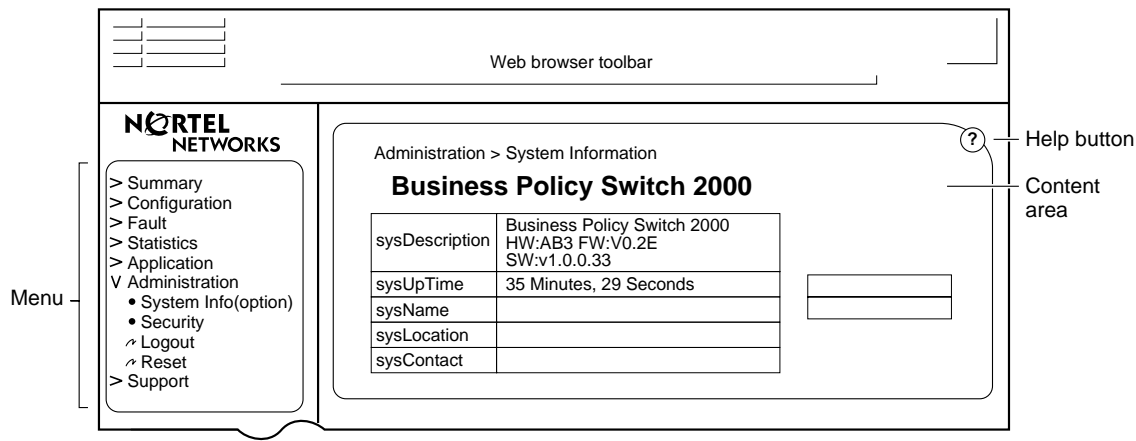 Web browser toolbar
NORTEL
NETWORKS
Menu
> Summary
> Configuration
> Fault
> Statistics
> Application
V Administration
• System Info(option)
• Security
Logout
Reset
> Support
?
Help button
Content
area
Administration > System Information
Business Policy Switch 2000
sysDescription
Business Policy Switch 2000
HW:AB3 FW:V0.2E
SW:v1.0.0.33
sysUpTime
35 Minutes, 29 Seconds
sysName
sysLocation
sysContact